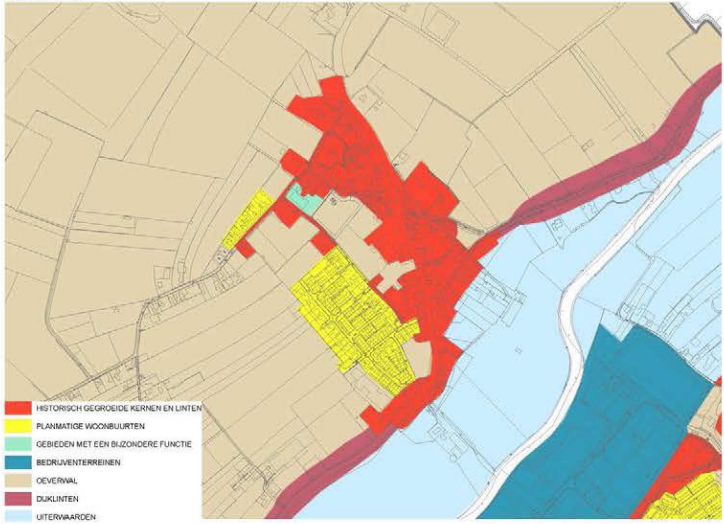 HISTORISCH GEGROEIDE KERNEN EN LINTEN
PLANMATIGE WOONBUURTEN
GEBIEDEN MET EEN BIJZONDERE FUNCTIE
BEDRIJVENTERREINEN
OEVERWAL
DIJKLINTEN
UITERWAARDEN